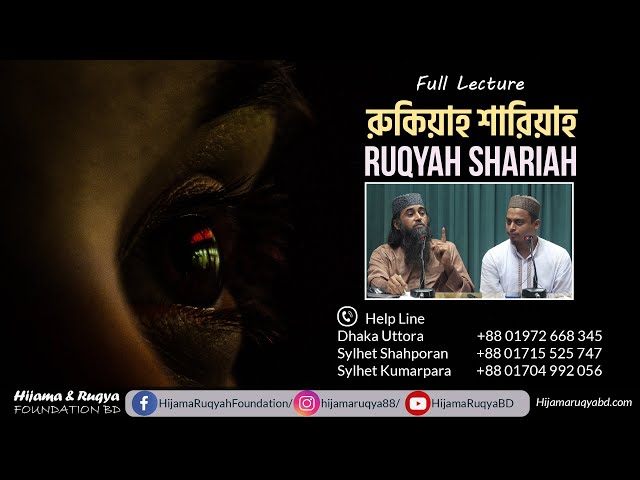 Full Lecture
রুকিয়াহ শারিয়াহ
RUQYAH SHARIAH
Help Line
Dhaka Uttora +88 01972 668 345
Sylhet Shahporan +88 01715 525 747
Sylhet Kumarpara +88 01704 992 056
Hijama & Ruqya
FOUNDATION BD
HijamaRuqyahFoundation/
hijamaruqya88/
HijamaRuqyaBD
Hijamaruqyabd.com